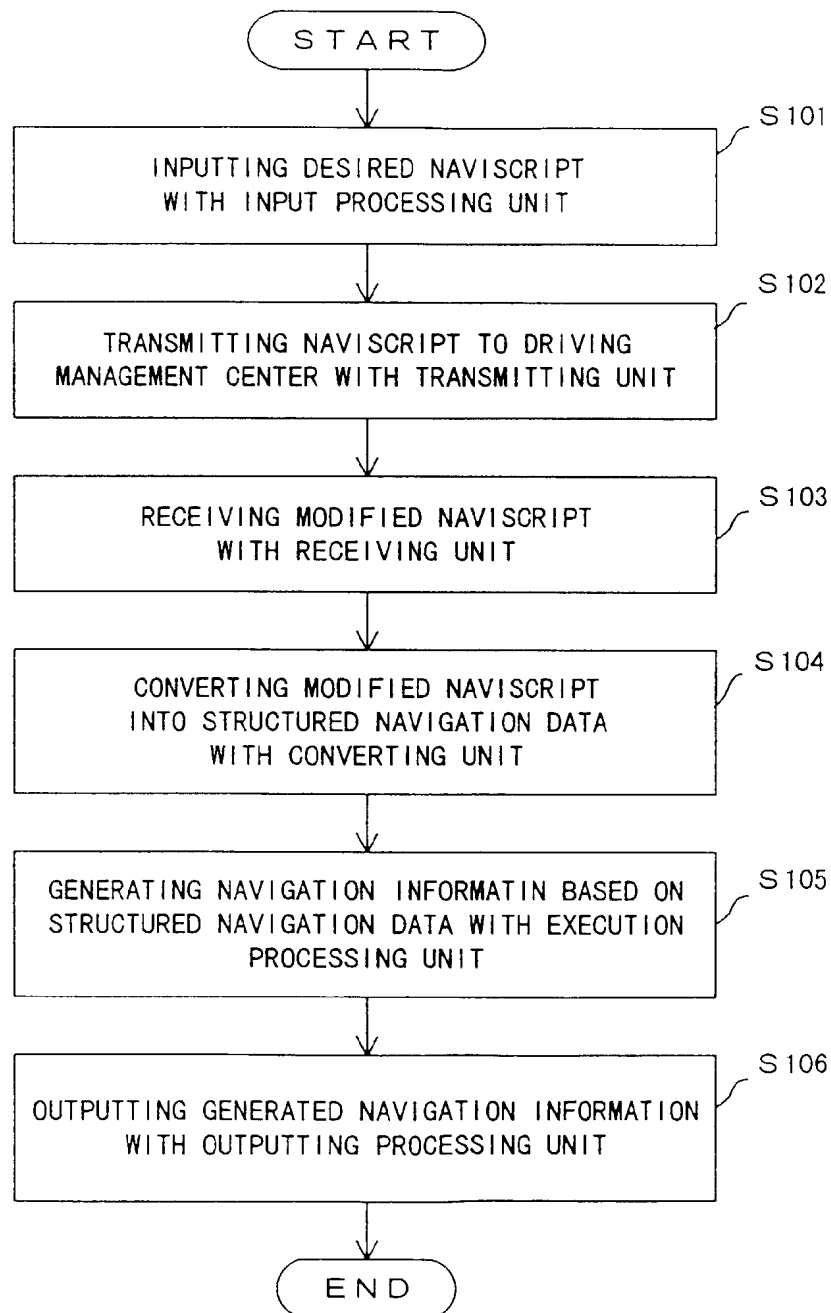 START
S101
INPUTTING DESIRED NAVISCRIPT
WITH INPUT PROCESSING UNIT
S102
TRANSMITTING NAVISCRIPT TO DRIVING
MANAGEMENT CENTER WITH TRANSMITTING UNIT
S103
RECEIVING MODIFIED NAVISCRIPT
WITH RECEIVING UNIT
S104
CONVERTING MODIFIED NAVISCRIPT
INTO STRUCTURED NAVIGATION DATA
WITH CONVERTING UNIT
S105
GENERATING NAVIGATION INFORMATIN BASED ON
STRUCTURED NAVIGATION DATA WITH EXECUTION
PROCESSING UNIT
S106
OUTPUTTING GENERATED NAVIGATION INFORMATION
WITH OUTPUTTING PROCESSING UNIT
END